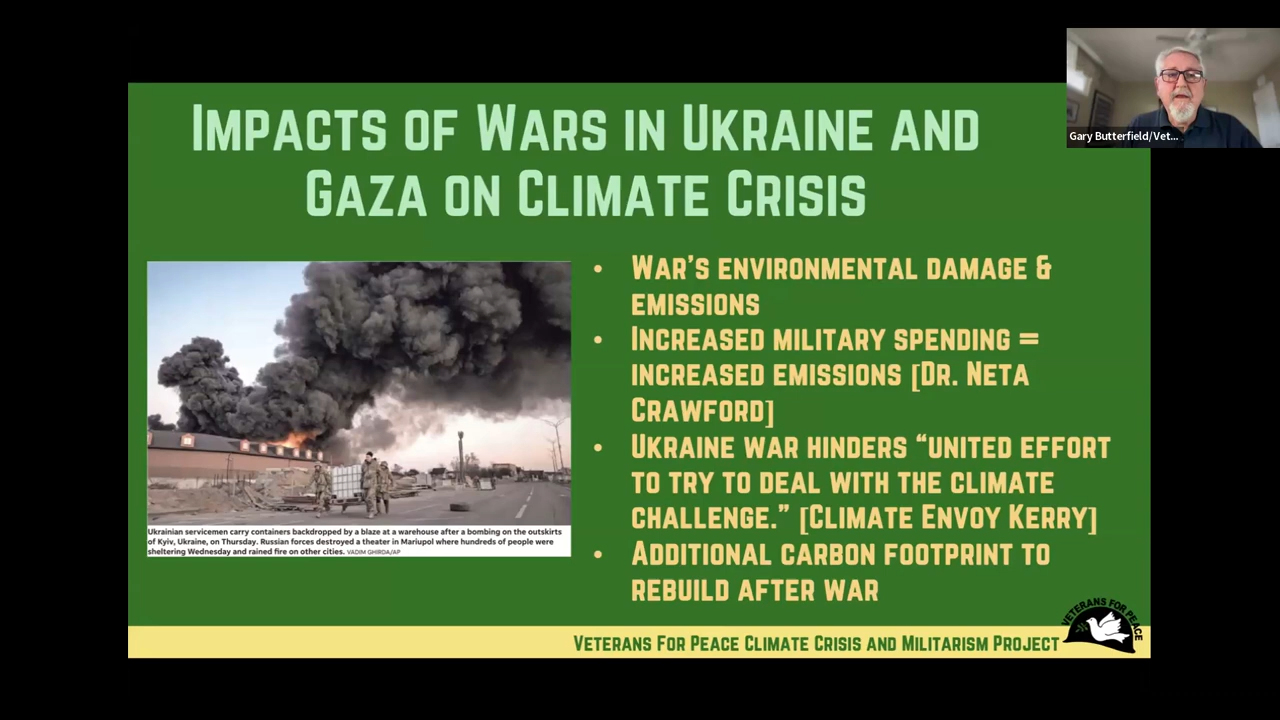 Gary Butterfield/Vet...
IMPACTS OF WARS IN UKRAINE AND
GAZA ON CLIMATE CRISIS
• WAR'S ENVIRONMENTAL DAMAGE &
EMISSIONS
• INCREASED MILITARY SPENDING =
INCREASED EMISSIONS [DR. NETA
CRAWFORD]
• UKRAINE WAR HINDERS “UNITED EFFORT
TO TRY TO DEAL WITH THE CLIMATE
CHALLENGE.” [CLIMATE ENVOY KERRY]
• ADDITIONAL CARBON FOOTPRINT TO
REBUILD AFTER WAR
Ukrainian servicemen carry containers backdropped by a blaze at a warehouse after a bombing on the outskirts
of Kyiv, Ukraine, on Thursday. Russian forces destroyed a theater in Mariupol where hundreds of people were
sheltering Wednesday and rained fire on other cities. VADIM GHIRDA/AP
VETERANS FOR PEACE CLIMATE CRISIS AND MILITARISM PROJECT
VETERANS FOR PEACE